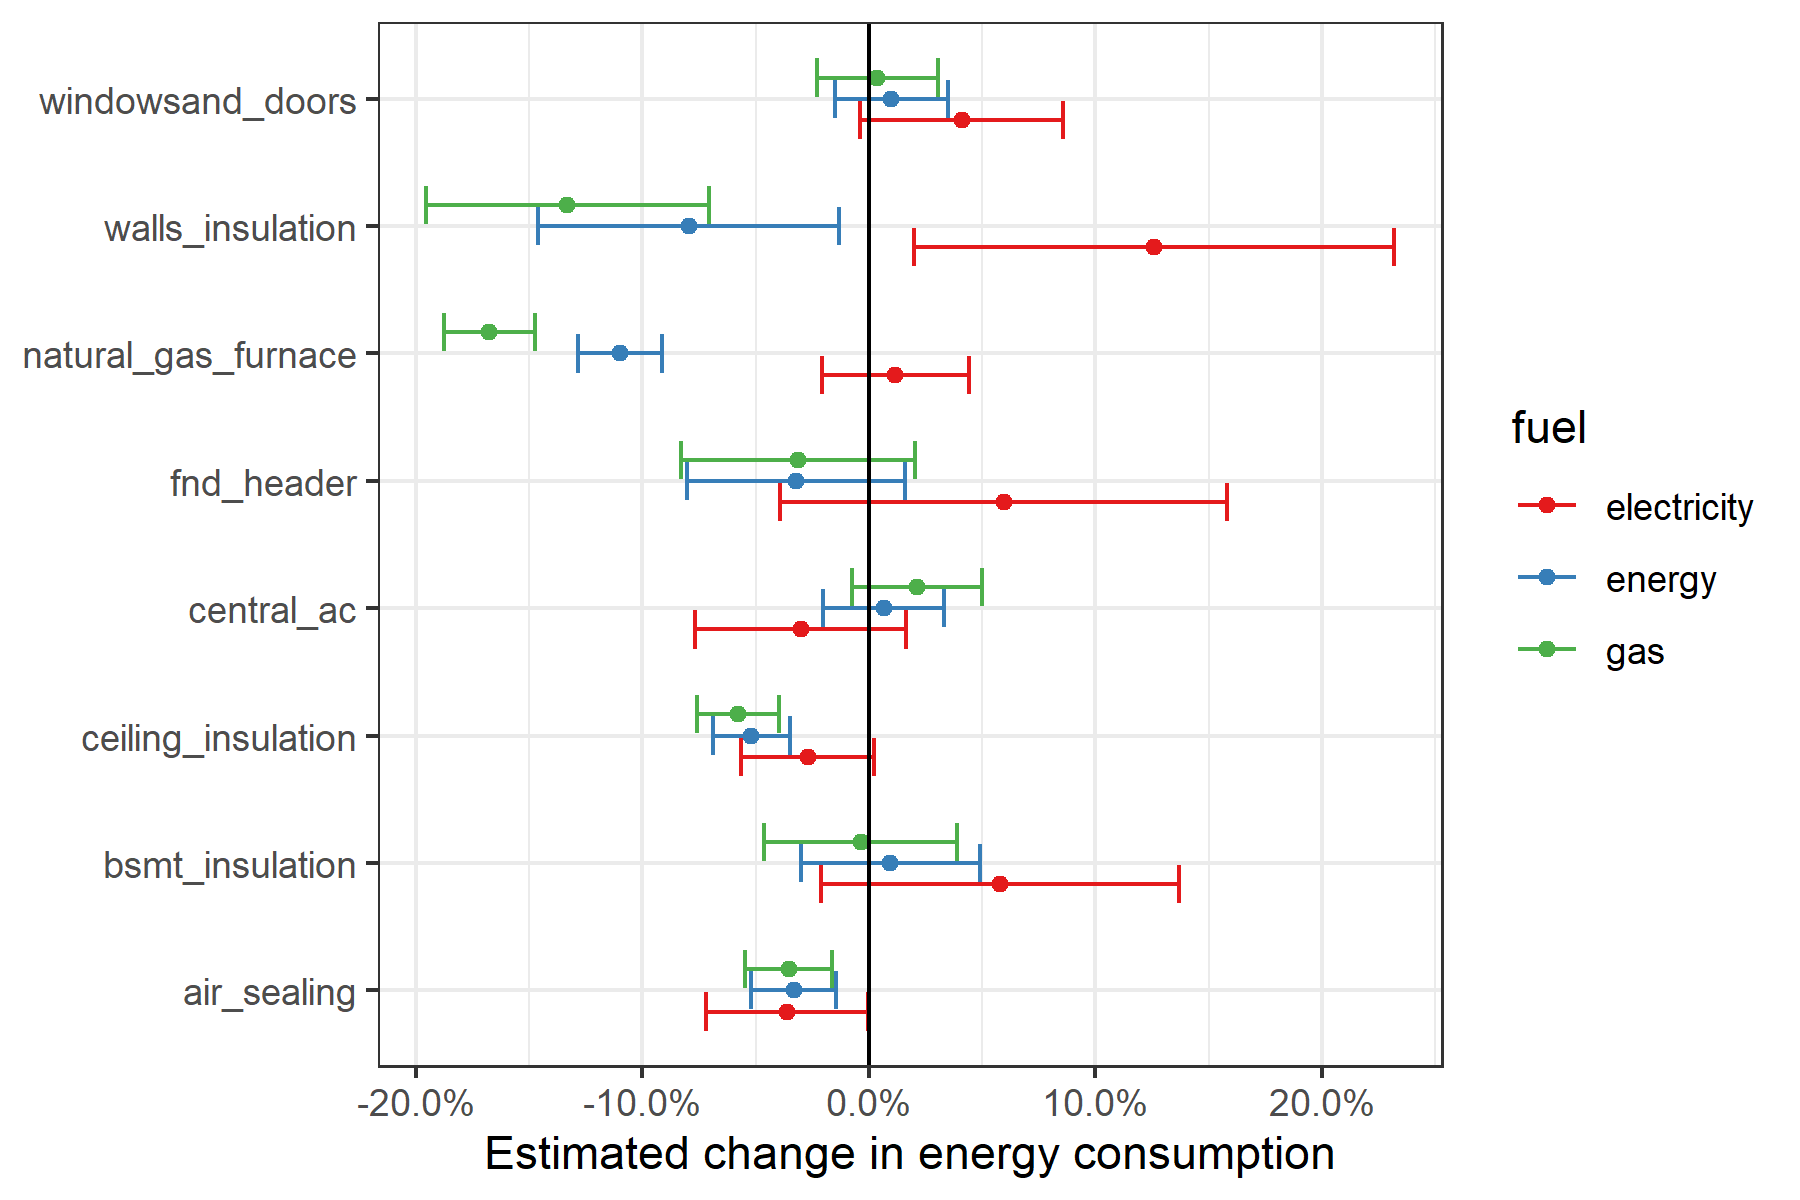 windowsand_doors
walls_insulation
natural_gas_furnace
fnd_header
central_ac
ceiling_insulation
bsmt_insulation
air_sealing
-20.0% -10.0% 0.0% 10.0% 20.0%
Estimated change in energy consumption
fuel
electricity
energy
gas